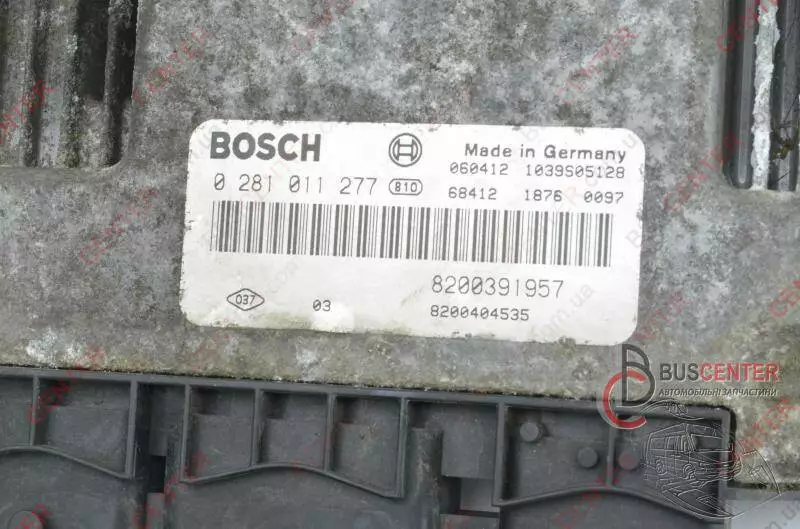 BOSCH Made in Germany
060412 1039S05128
0 281 011 277 B10 68412 1876 0097
8200391957
037 03 8200404535
BUSCENTER
АВТОМОБІЛЬНІ ЗАПЧАСТИНИ